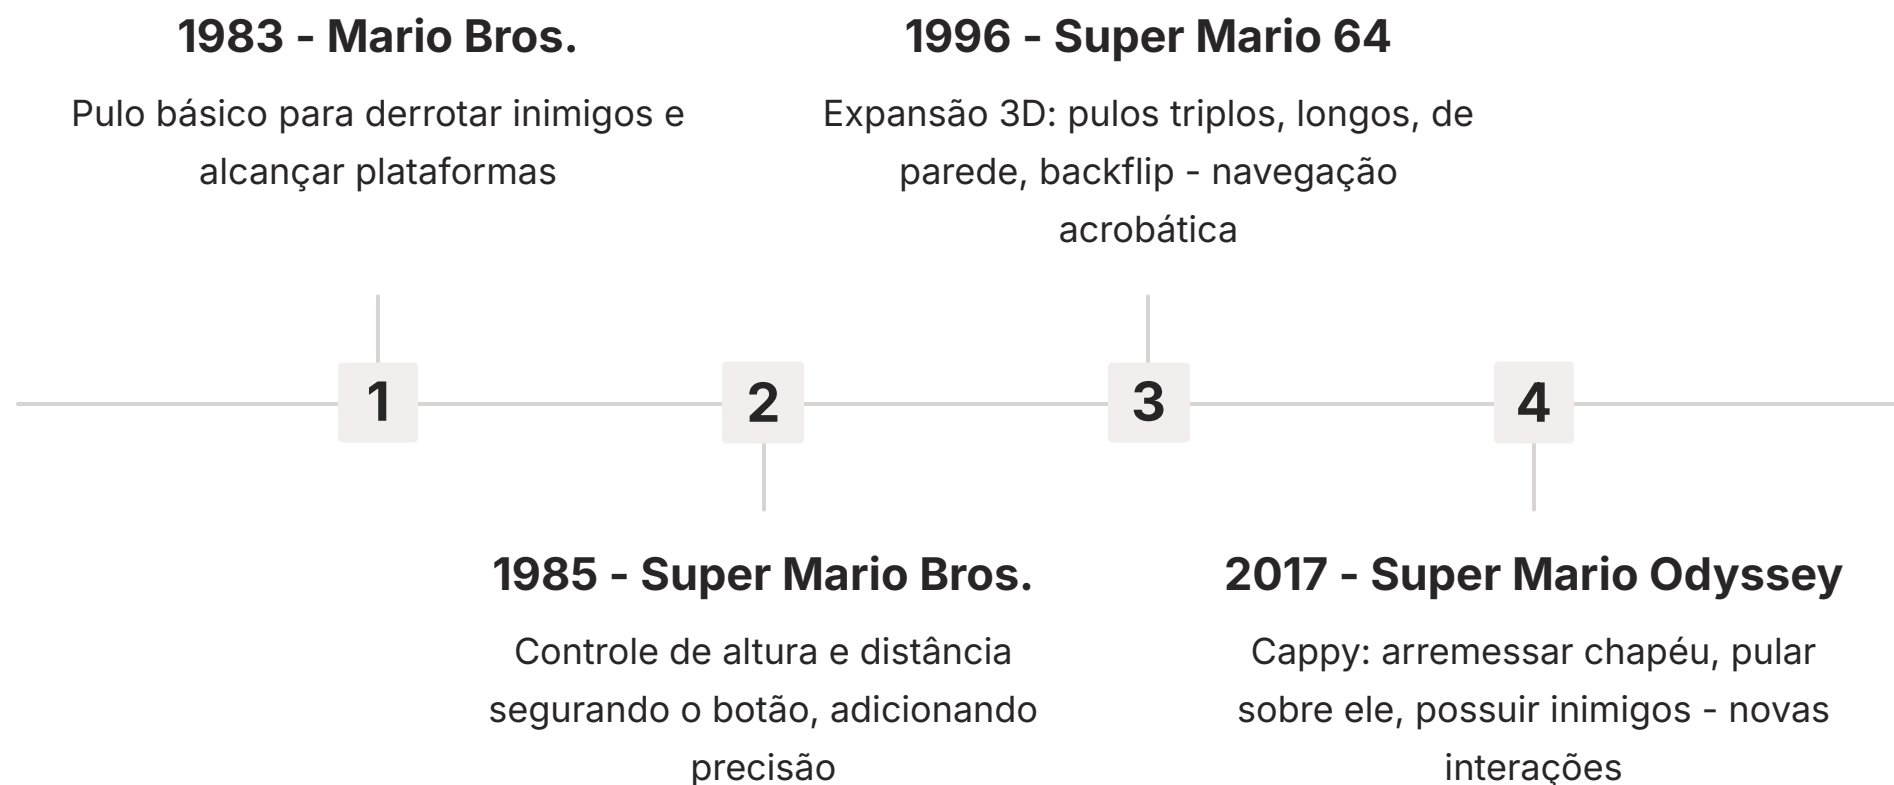 1983 - Mario Bros.
Pulo básico para derrotar inimigos e
alcançar plataformas
1996 - Super Mario 64
Expansão 3D: pulos triplos, longos, de
parede, backflip - navegação
acrobática
1
2
3
4
1985 - Super Mario Bros.
Controle de altura e distância
segurando o botão, adicionando
precisão
2017 - Super Mario Odyssey
Cappy: arremessar chapéu, pular
sobre ele, possuir inimigos - novas
interações